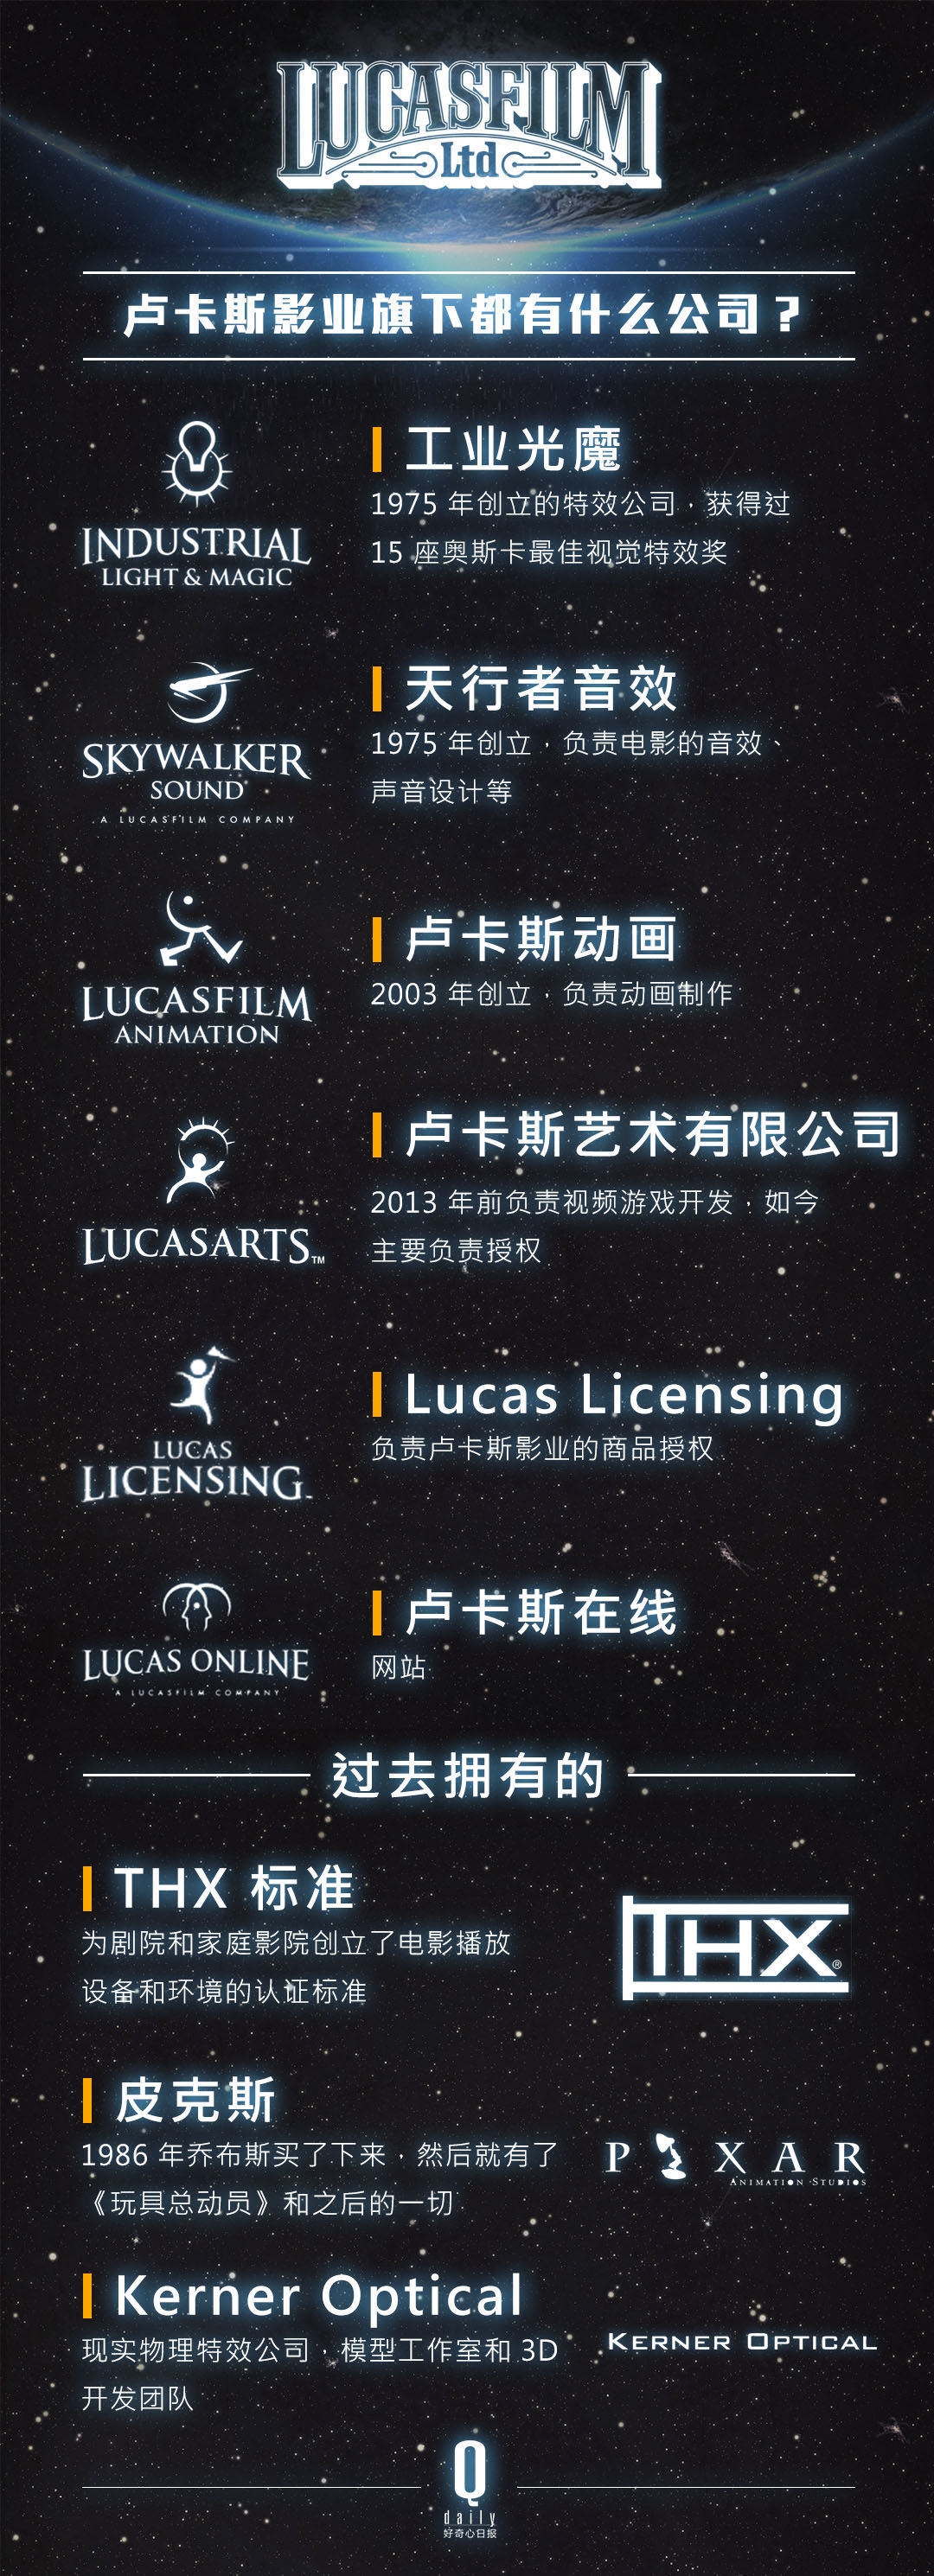 LUCASFILM
Ltd
卢卡斯影业旗下都有什么公司？
INDUSTRIAL
LIGHT & MAGIC
工业光魔
1975 年创立的特效公司，获得过
15 座奥斯卡最佳视觉特效奖
SKYWALKER
SOUND
A LUCASFILM COMPANY
天行者音效
1975 年创立，负责电影的音效、
声音设计等
LUCASFILM
ANIMATION
卢卡斯动画
2003 年创立，负责动画制作
LUCASARTS™
卢卡斯艺术有限公司
2013 年前负责视频游戏开发，如今
主要负责授权
LUCAS
LICENSING
Lucas Licensing
负责卢卡斯影业的商品授权
LUCAS ONLINE
A LUCASFILM COMPANY
卢卡斯在线
网站
过去拥有的
THX 标准
为剧院和家庭影院创立了电影播放
设备和环境的认证标准
THX®
皮克斯
1986 年乔布斯买了下来，然后就有了
《玩具总动员》和之后的一切
PIXAR
ANIMATION STUDIOS
Kerner Optical
现实物理特效公司，模型工作室和 3D
开发团队
KERNER OPTICAL
Q
daily
好奇心日报